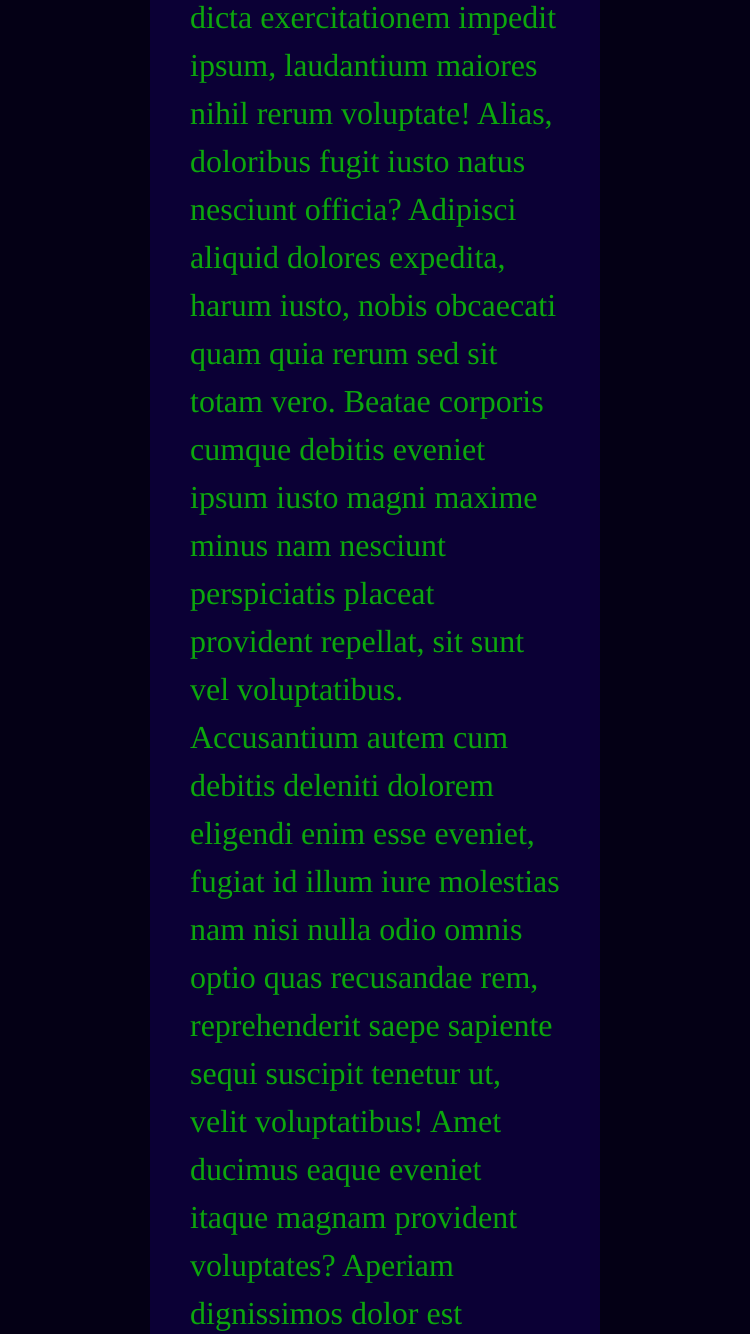 dicta exercitationem impedit
ipsum, laudantium maiores
nihil rerum voluptate! Alias,
doloribus fugit iusto natus
nesciunt officia? Adipisci
aliquid dolores expedita,
harum iusto, nobis obcaecati
quam quia rerum sed sit
totam vero. Beatae corporis
cumque debitis eveniet
ipsum iusto magni maxime
minus nam nesciunt
perspiciatis placeat
provident repellat, sit sunt
vel voluptatibus.
Accusantium autem cum
debitis deleniti dolorem
eligendi enim esse eveniet,
fugiat id illum iure molestias
nam nisi nulla odio omnis
optio quas recusandae rem,
reprehenderit saepe sapiente
sequi suscipit tenetur ut,
velit voluptatibus! Amet
ducimus eaque eveniet
itaque magnam provident
voluptates? Aperiam
dignissimos dolor est